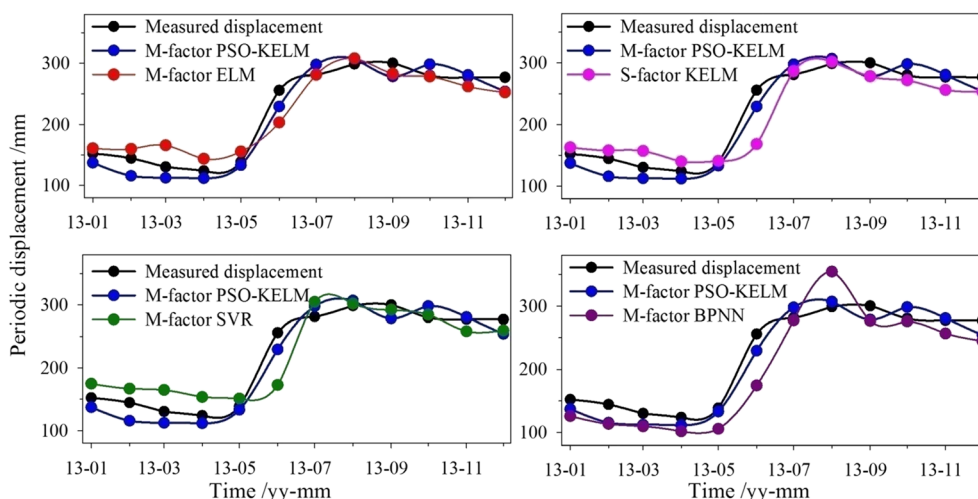 Periodic displacement /mm
Measured displacement
M-factor PSO-KELM
M-factor ELM
300
200
100
13-01 13-03 13-05 13-07 13-09 13-11
Measured displacement
M-factor PSO-KELM
S-factor KELM
300
200
100
13-01 13-03 13-05 13-07 13-09 13-11
Measured displacement
M-factor PSO-KELM
M-factor SVR
300
200
100
13-01 13-03 13-05 13-07 13-09 13-11
Time /yy-mm
Measured displacement
M-factor PSO-KELM
M-factor BPNN
300
200
100
13-01 13-03 13-05 13-07 13-09 13-11
Time /yy-mm